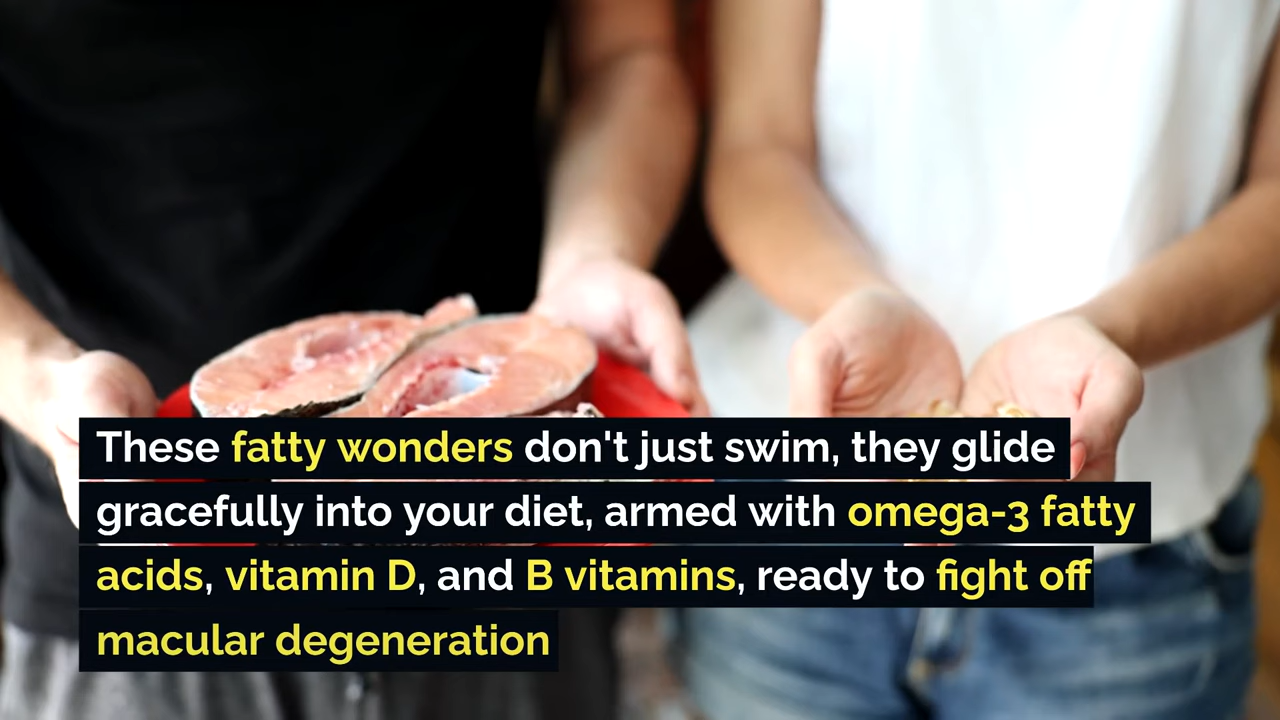 These fatty wonders don't just swim, they glide
gracefully into your diet, armed with omega-3 fatty
acids, vitamin D, and B vitamins, ready to fight off
macular degeneration